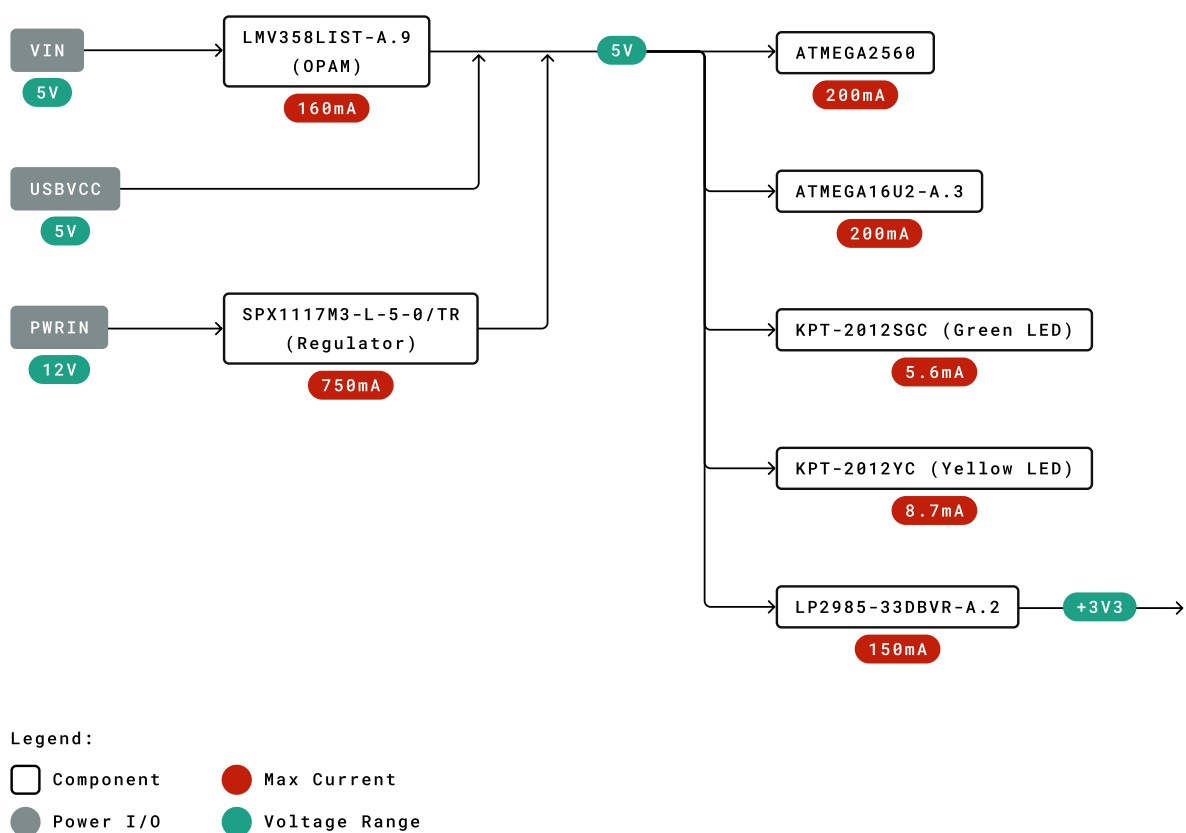 VIN
5V
LMV358LIST-A.9
(OPAM)
160mA
USBVCC
5V
PWRIN
12V
SPX1117M3-L-5-0/TR
(Regulator)
750mA
5V
ATMEGA2560
200mA
ATMEGA16U2-A.3
200mA
KPT-2012SGC (Green LED)
5.6mA
KPT-2012YC (Yellow LED)
8.7mA
LP2985-33DBVR-A.2
150mA
+3V3
Legend:
Component
Max Current
Power I/O
Voltage Range